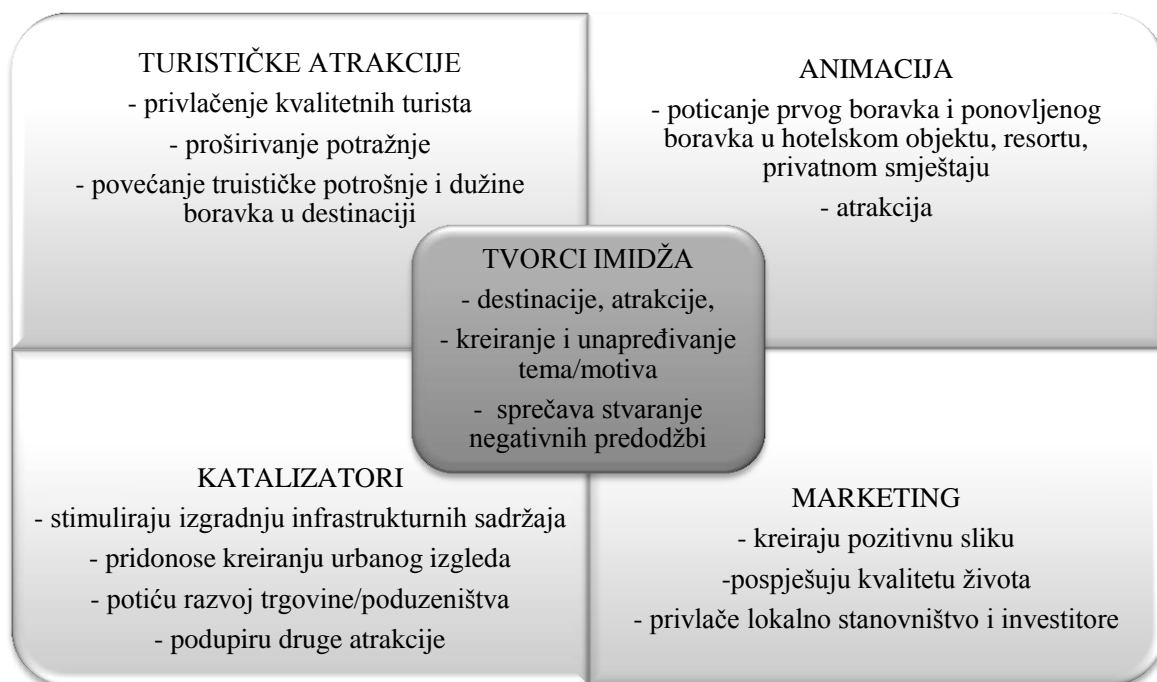 TURISTIČKE ATRAKCIJE
- privlačenje kvalitetnih turista
- proširivanje potražnje
- povećanje truističke potrošnje i dužine
boravka u destinaciji
ANIMACIJA
- poticanje prvog boravka i ponovljenog
boravka u hotelskom objektu, resortu,
privatnom smještaju
- atrakcija
TVORCI IMIDŽA
- destinacije, atrakcije,
- kreiranje i unapređivanje
tema/motiva
- sprečava stvaranje
negativnih predodžbi
KATALIZATORI
- stimuliraju izgradnju infrastrukturnih sadržaja
- pridonose kreiranju urbanog izgleda
- potiću razvoj trgovine/poduzeništva
- podupiru druge atrakcije
MARKETING
- kreiraju pozitivnu sliku
-pospješuju kvalitetu života
- privlače lokalno stanovništvo i investitore